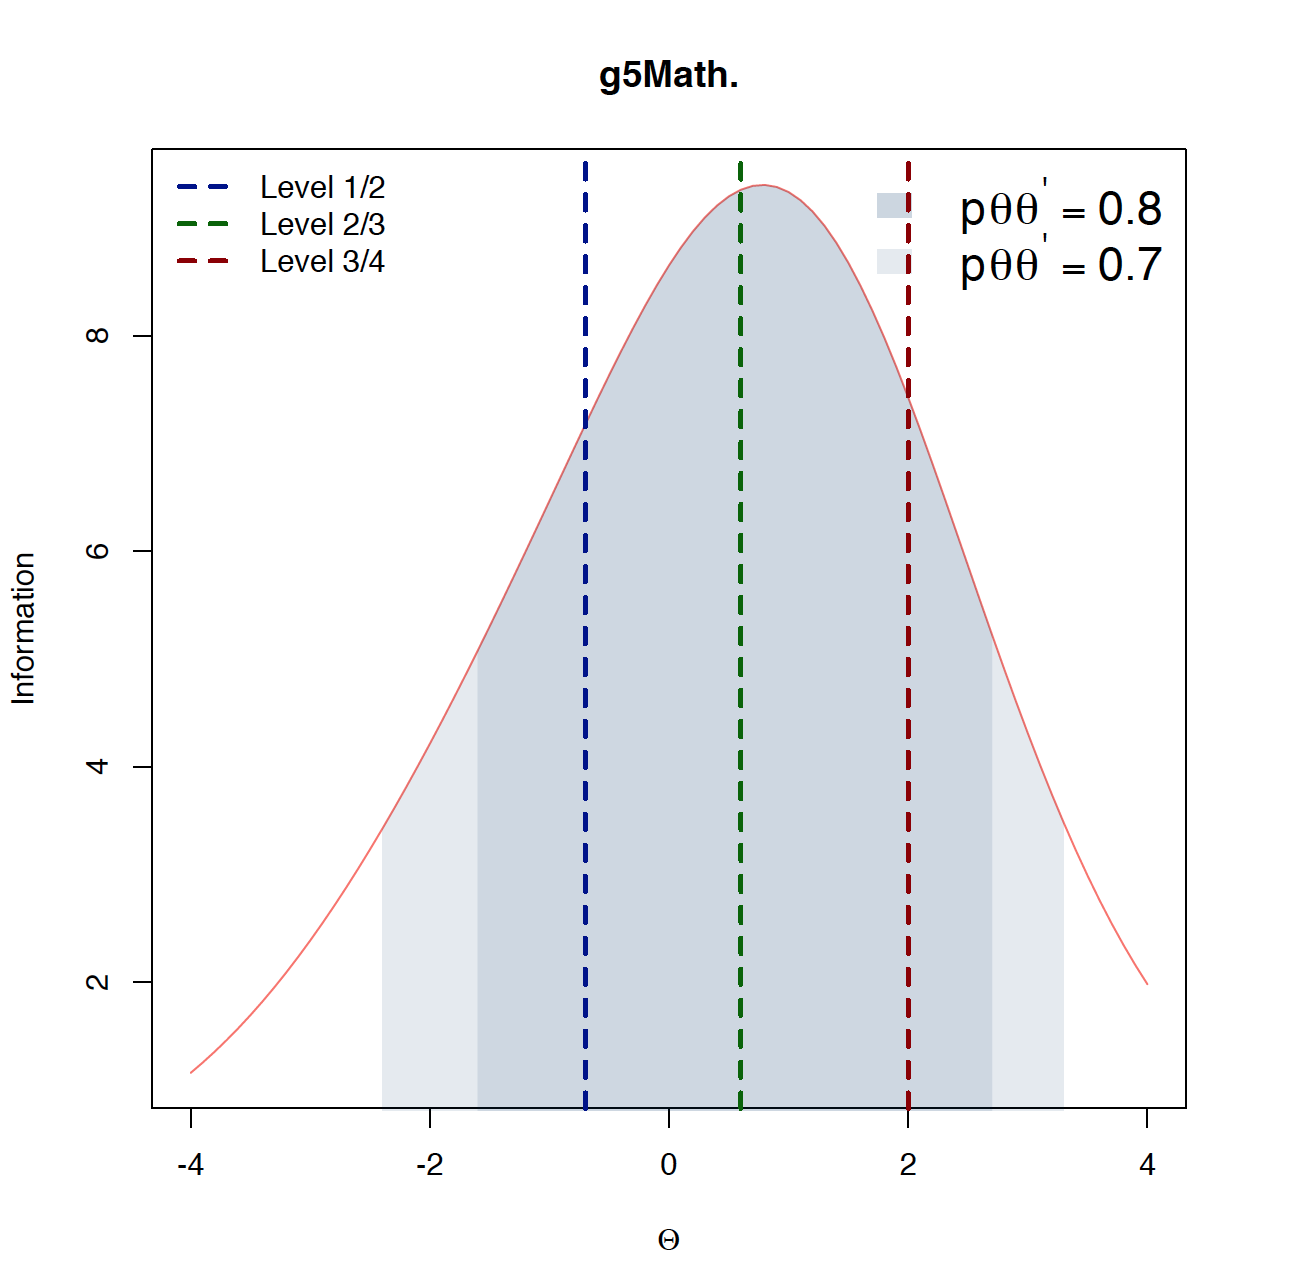 g5Math.
Level 1/2
Level 2/3
Level 3/4
pθθ' = 0.8
pθθ' = 0.7
Information
8
6
4
2
-4 -2 0 2 4
Θ